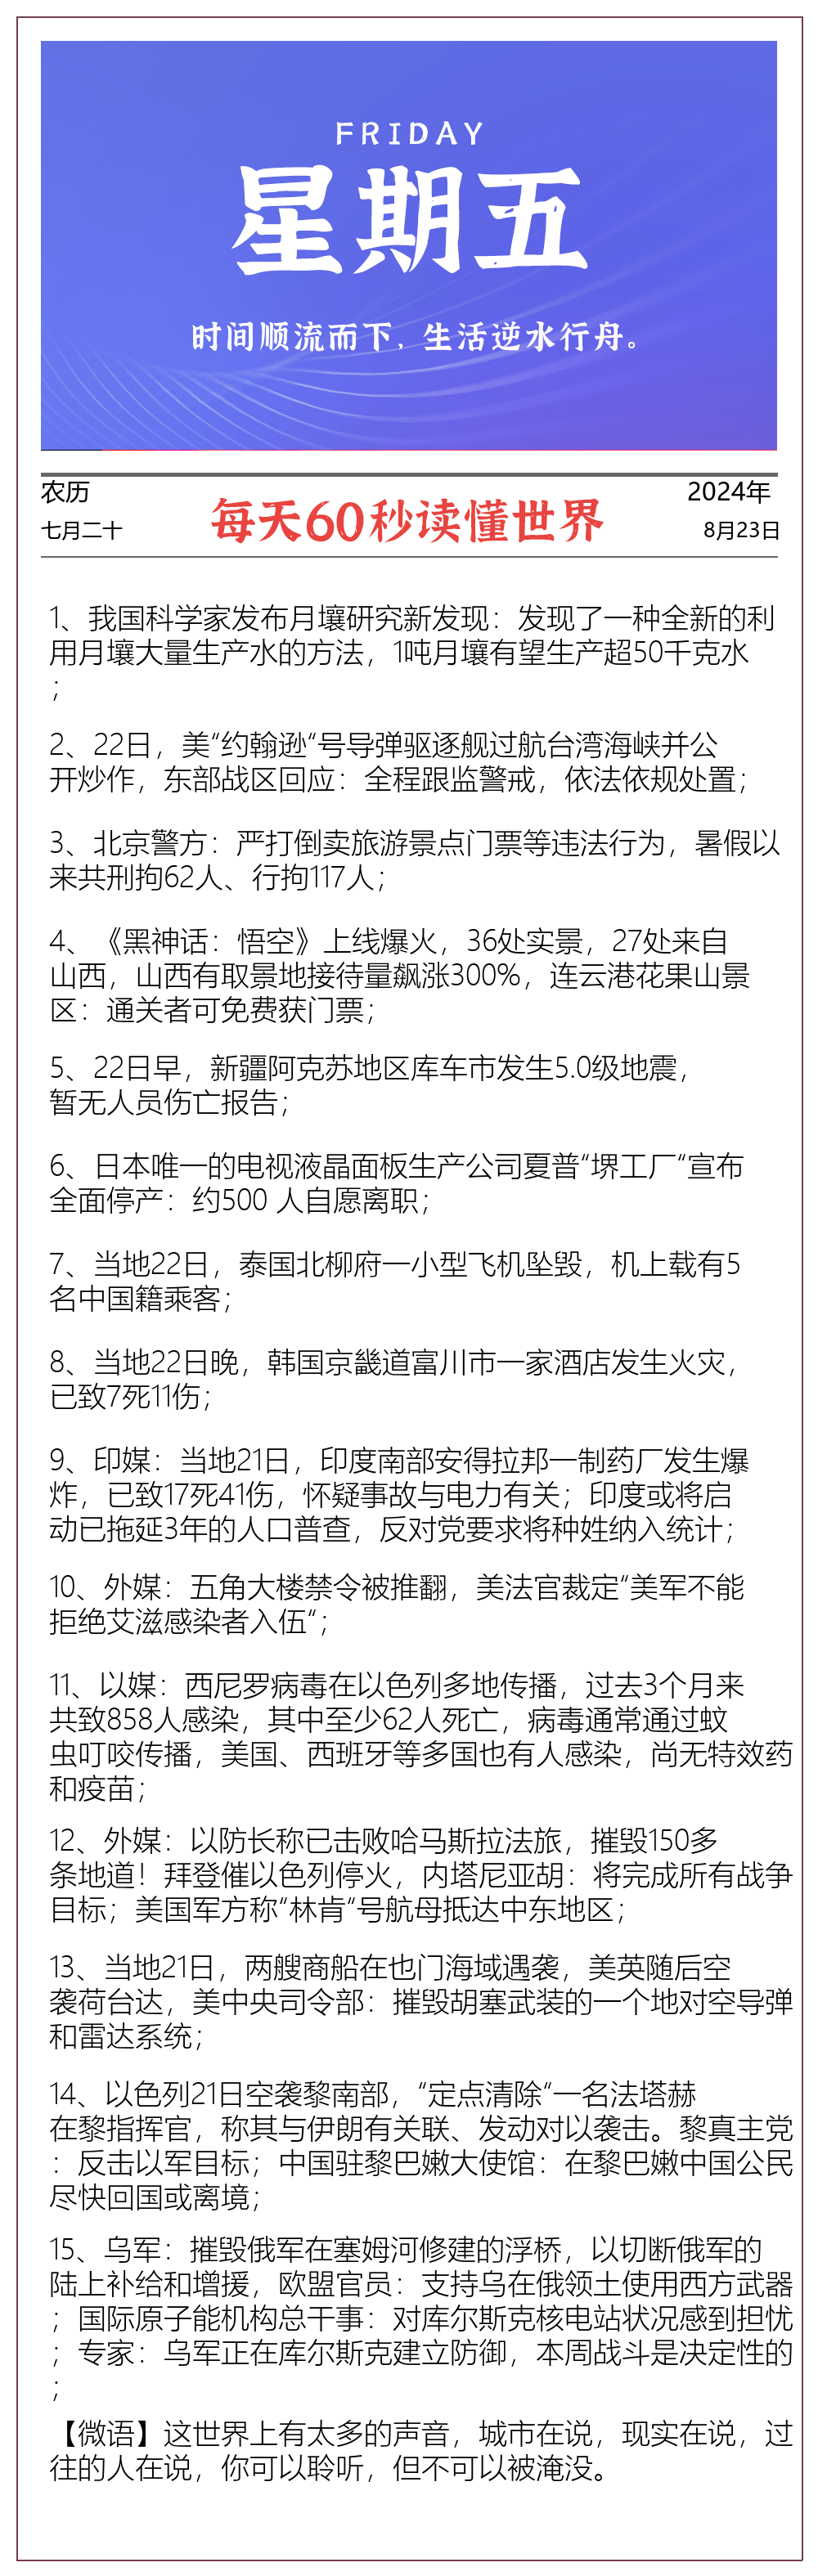 FRIDAY
星期五
时间顺流而下，生活逆水行舟。
农历
七月二十
每天60秒读懂世界
2024年
8月23日
1、我国科学家发布月壤研究新发现：发现了一种全新的利
用月壤大量生产水的方法，1吨月壤有望生产超50千克水
；
2、22日，美“约翰逊“号导弹驱逐舰过航台湾海峡并公
开炒作，东部战区回应：全程跟监警戒，依法依规处置；
3、北京警方：严打倒卖旅游景点门票等违法行为，暑假以
来共刑拘62人、行拘117人；
4、《黑神话：悟空》上线爆火，36处实景，27处来自
山西，山西有取景地接待量飙涨300%，连云港花果山景
区：通关者可免费获门票；
5、22日早，新疆阿克苏地区库车市发生5.0级地震，
暂无人员伤亡报告；
6、日本唯一的电视液晶面板生产公司夏普“堺工厂“宣布
全面停产：约500 人自愿离职；
7、当地22日，泰国北柳府一小型飞机坠毁，机上载有5
名中国籍乘客；
8、当地22日晚，韩国京畿道富川市一家酒店发生火灾，
已致7死11伤；
9、印媒：当地21日，印度南部安得拉邦一制药厂发生爆
炸，已致17死41伤，怀疑事故与电力有关；印度或将启
动已拖延3年的人口普查，反对党要求将种姓纳入统计；
10、外媒：五角大楼禁令被推翻，美法官裁定“美军不能
拒绝艾滋感染者入伍“；
11、以媒：西尼罗病毒在以色列多地传播，过去3个月来
共致858人感染，其中至少62人死亡，病毒通常通过蚊
虫叮咬传播，美国、西班牙等多国也有人感染，尚无特效药
和疫苗；
12、外媒：以防长称已击败哈马斯拉法旅，摧毁150多
条地道！拜登催以色列停火，内塔尼亚胡：将完成所有战争
目标；美国军方称“林肯“号航母抵达中东地区；
13、当地21日，两艘商船在也门海域遇袭，美英随后空
袭荷台达，美中央司令部：摧毁胡塞武装的一个地对空导弹
和雷达系统；
14、以色列21日空袭黎南部，“定点清除“一名法塔赫
在黎指挥官，称其与伊朗有关联、发动对以袭击。黎真主党
：反击以军目标；中国驻黎巴嫩大使馆：在黎巴嫩中国公民
尽快回国或离境；
15、乌军：摧毁俄军在塞姆河修建的浮桥，以切断俄军的
陆上补给和增援，欧盟官员：支持乌在俄领土使用西方武器
；国际原子能机构总干事：对库尔斯克核电站状况感到担忧
；专家：乌军正在库尔斯克建立防御，本周战斗是决定性的
；
【微语】这世界上有太多的声音，城市在说，现实在说，过
往的人在说，你可以聆听，但不可以被淹没。